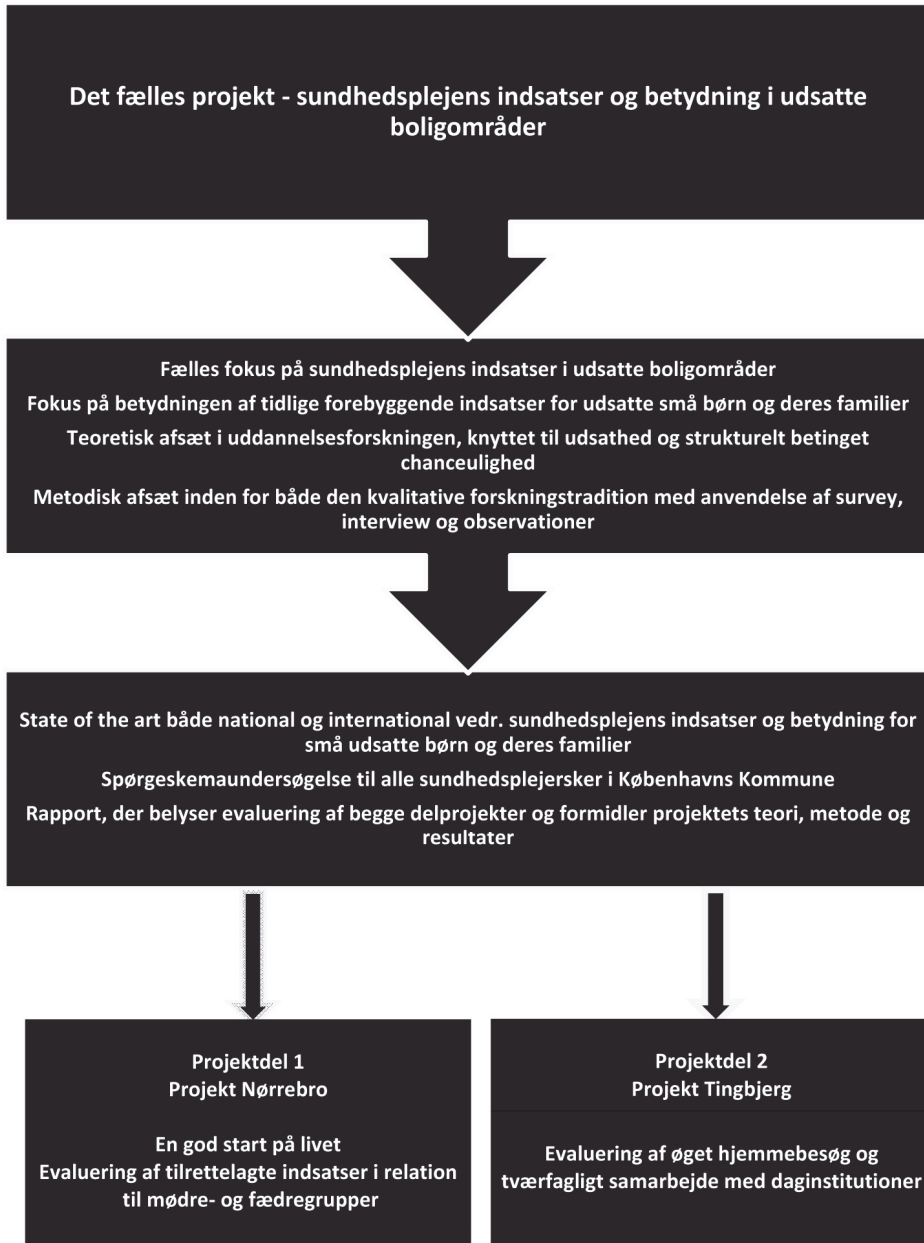 Det fælles projekt - sundhedsplejens indsatser og betydning i udsatte
boligområder
Fælles fokus på sundhedsplejens indsatser i udsatte boligområder
Fokus på betydningen af tidlige forebyggende indsatser for udsatte små børn og deres familier
Teoretisk afsæt i uddannelsesforskningen, knyttet til udsathed og strukturelt betinget
chanceulighed
Metodisk afsæt inden for både den kvalitative forskningstradition med anvendelse af survey,
interview og observationer
State of the art både national og international vedr. sundhedsplejens indsatser og betydning for
små udsatte børn og deres familier
Spørgeskemaundersøgelse til alle sundhedsplejersker i Københavns Kommune
Rapport, der belyser evaluering af begge delprojekter og formidler projektets teori, metode og
resultater
Projektdel 1
Projekt Nørrebro
En god start på livet
Evaluering af tilrettelagte indsatser i relation
til mødre- og fædregrupper
Projektdel 2
Projekt Tingbjerg
Evaluering af øget hjemmebesøg og
tværfagligt samarbejde med daginstitutioner